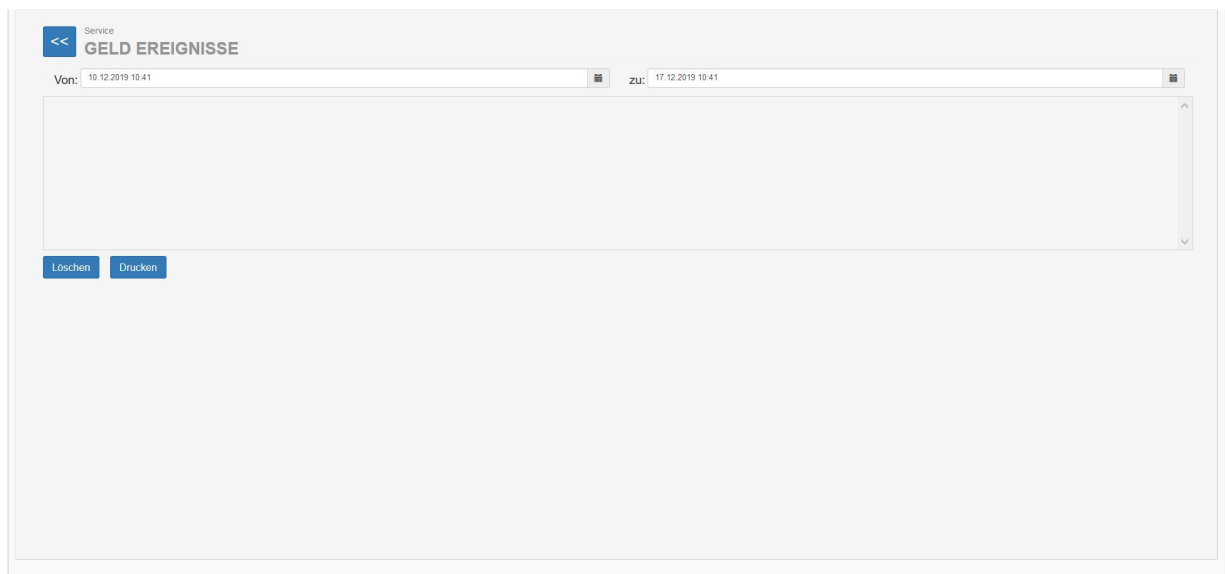 <<
Service
GELD EREIGNISSE
Von: 10.12.2019 10:41 zu: 17.12.2019 10:41
Löschen Drucken